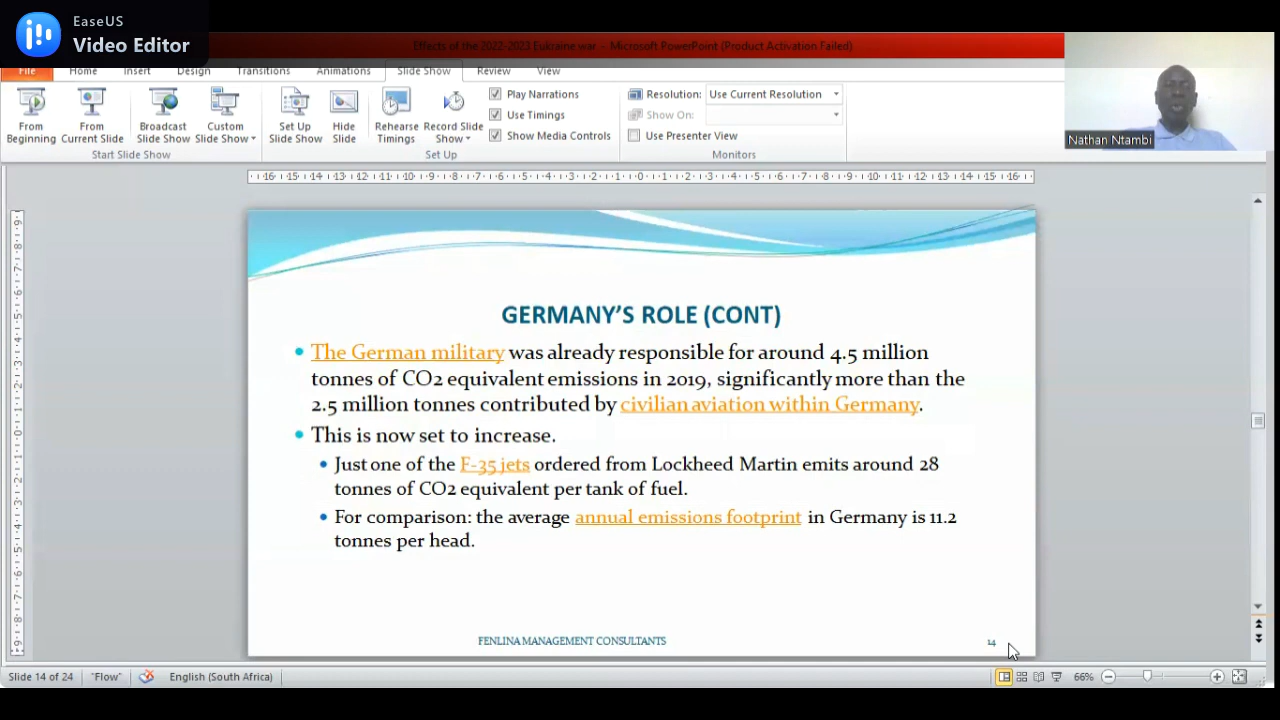 EaseUS
Video Editor
Effects of the 2022-2023 Eukraine war - Microsoft PowerPoint (Product Activation Failed)
File Home Insert Design Transitions Animations Slide Show Review View
From Beginning
From Current Slide
Broadcast Slide Show
Custom Slide Show
Set Up Slide Show
Hide Slide
Rehearse Timings
Record Slide Show
Play Narrations
Use Timings
Show Media Controls
Resolution: Use Current Resolution
Show On:
Use Presenter View
Start Slide Show
Set Up
Monitors
Nathan Ntambi
GERMANY'S ROLE (CONT)
The German military was already responsible for around 4.5 million
tonnes of CO2 equivalent emissions in 2019, significantly more than the
2.5 million tonnes contributed by civilian aviation within Germany.
This is now set to increase.
Just one of the F-35 jets ordered from Lockheed Martin emits around 28
tonnes of CO2 equivalent per tank of fuel.
For comparison: the average annual emissions footprint in Germany is 11.2
tonnes per head.
FENLINA MANAGEMENT CONSULTANTS
14
Slide 14 of 24 "Flow" English (South Africa) 66%